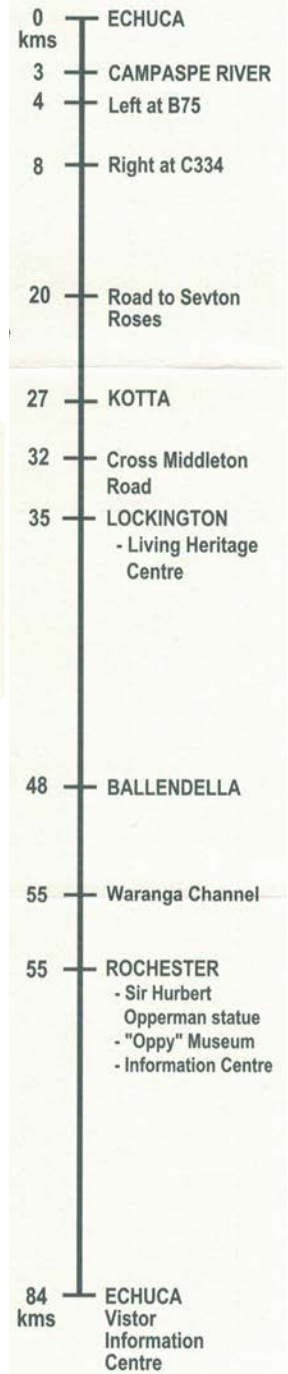 0 ECHUCA
kms
3 CAMPASPE RIVER
4 Left at B75
8 Right at C334
20 Road to Sevton
Roses
27 KOTTA
32 Cross Middleton
Road
35 LOCKINGTON
- Living Heritage
Centre
48 BALLENDELLA
55 Waranga Channel
55 ROCHESTER
- Sir Hurbert
Opperman statue
- "Oppy" Museum
- Information Centre
84 ECHUCA
kms Vistor
Information
Centre